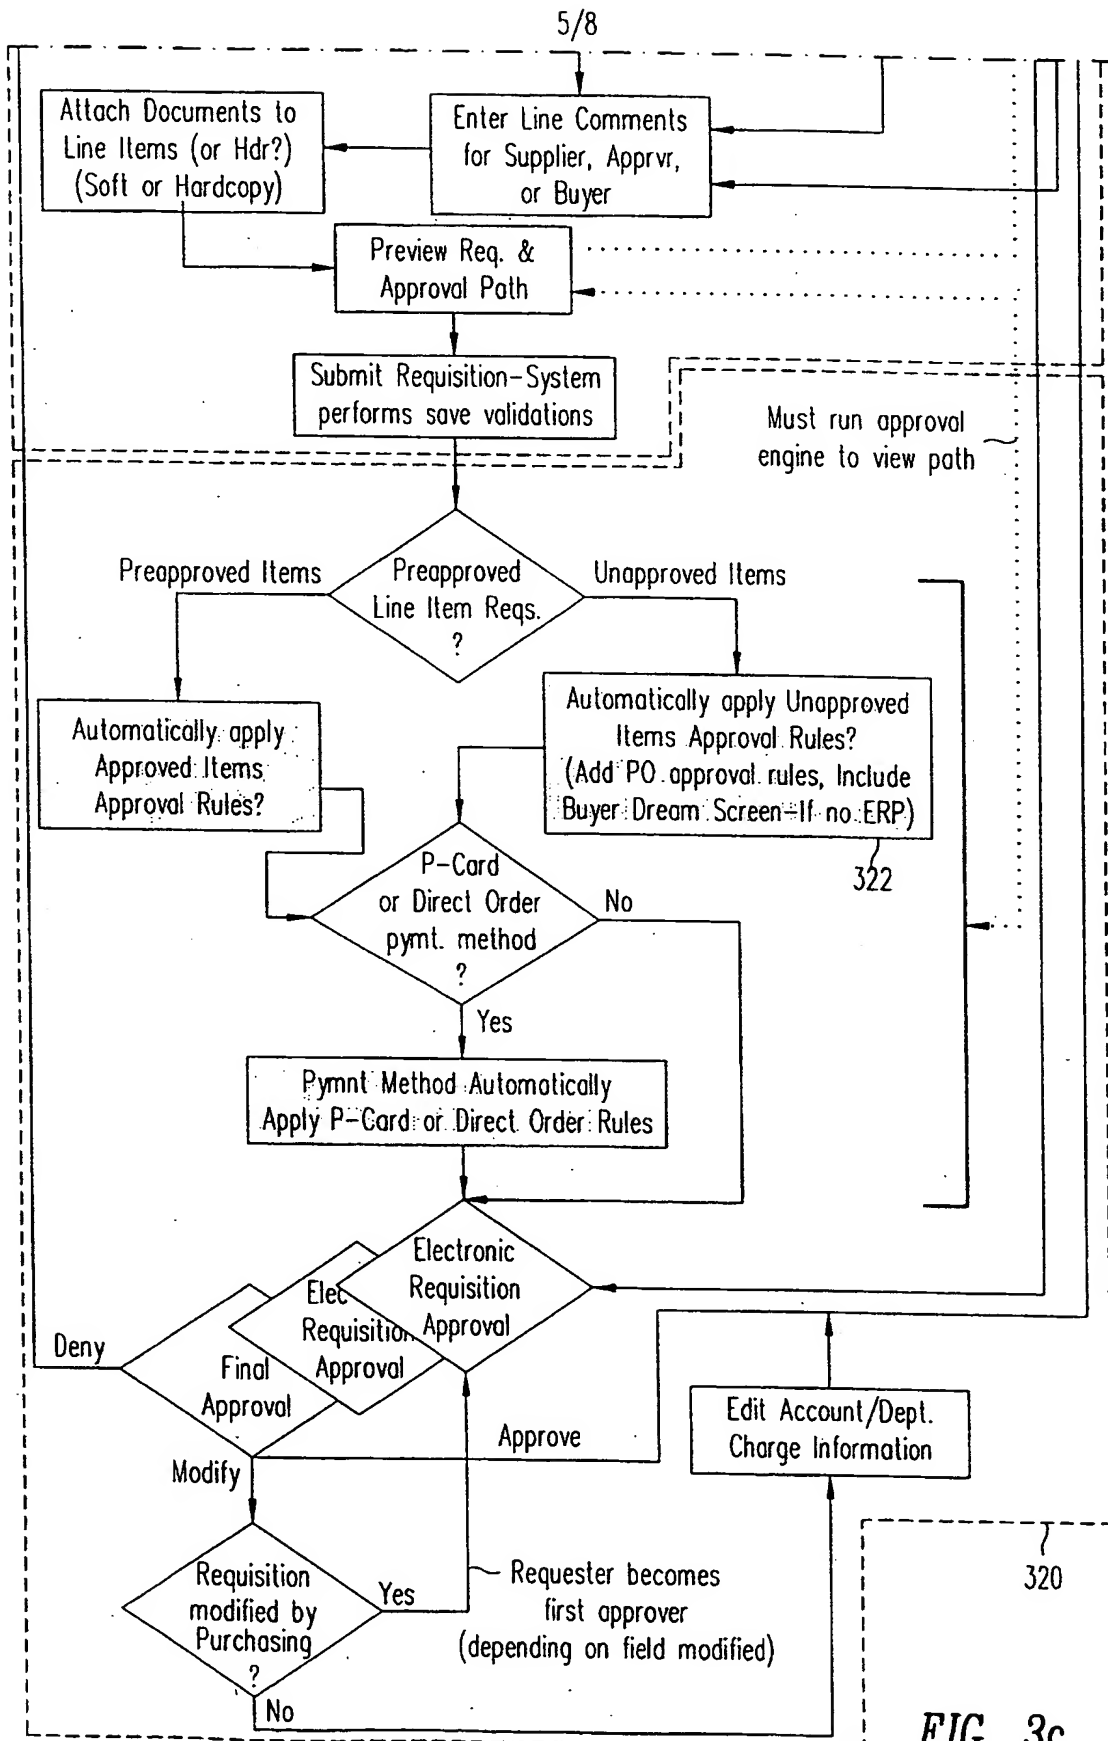 5/8
Attach Documents to
Line Items (or Hdr?)
(Soft or Hardcopy)
Enter Line Comments
for Supplier, Apprvr,
or Buyer
Preview Req. &
Approval Path
Submit Requisition-System
performs save validations
Must run approval
engine to view path
Preapproved Items
Preapproved
Line Item Reqs.
?
Unapproved Items
Automatically apply
Approved Items
Approval Rules?
Automatically apply Unapproved
Items Approval Rules?
(Add PO approval rules, Include
Buyer Dream Screen-If no ERP)
322
P-Card
or Direct Order
pymt. method
?
No
Yes
Pymnt Method Automatically
Apply P-Card or Direct Order Rules
Electronic
Requisition
Approval
Elec
Requisition
Approval
Final
Approval
Deny
Approve
Modify
Edit Account/Dept.
Charge Information
Requisition
modified by
Purchasing
?
Yes
No
Requester becomes
first approver
(depending on field modified)
320
FIG. 3c